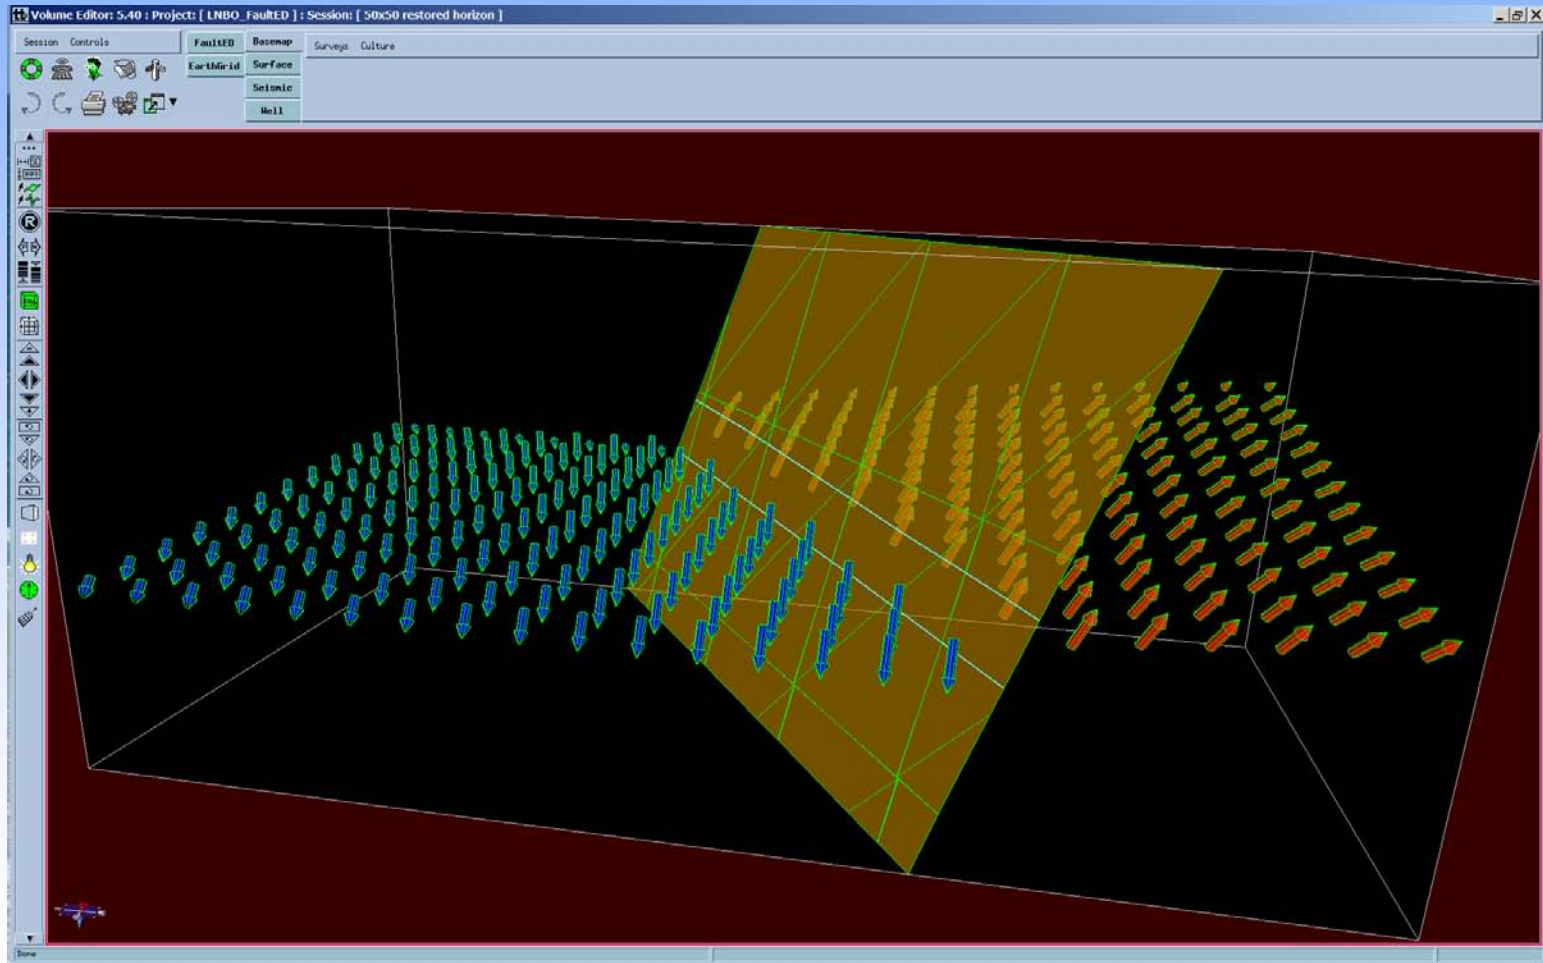 Volume Editor: 5.40 : Project: [ LNBO_FaultED ] : Session: [ 50x50 restored horizon ]
Session Controls
FaultED
Basemap
Surveys Culture
EarthGrid
Surface
Seismic
Well
INFO
R
Done